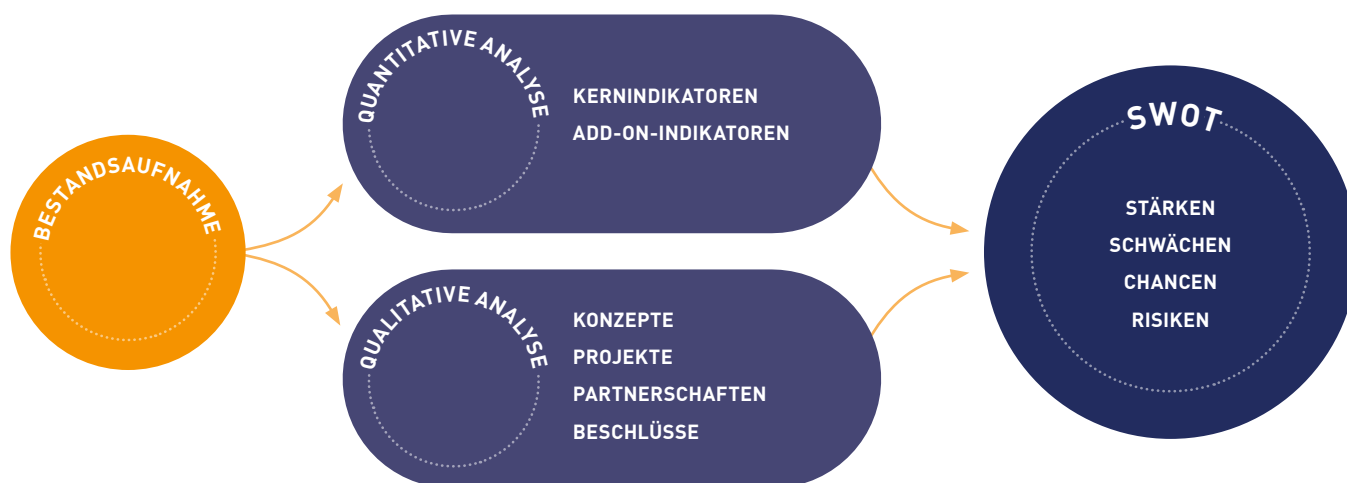 BESTANDSAUFNAHME
QUANTITATIVE ANALYSE
KERNINDIKATOREN
ADD-ON-INDIKATOREN
QUALITATIVE ANALYSE
KONZEPTE
PROJEKTE
PARTNERSCHAFTEN
BESCHLÜSSE
SWOT
STÄRKEN
SCHWÄCHEN
CHANCEN
RISIKEN